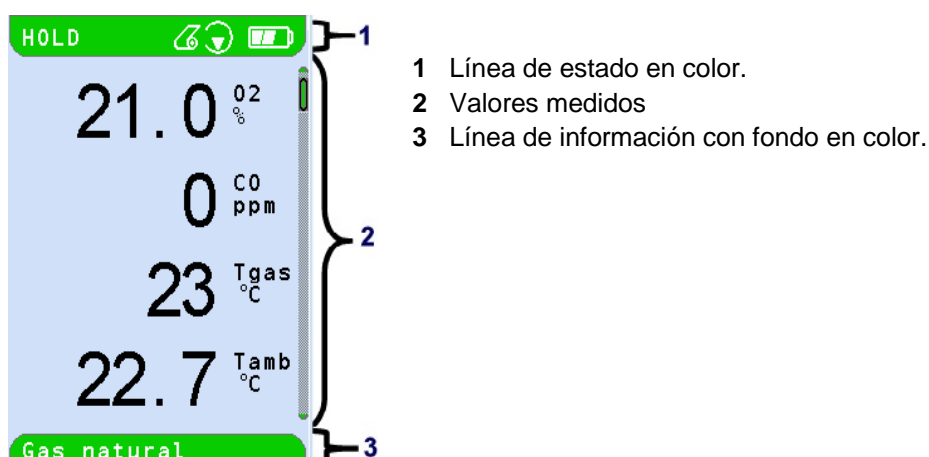 HOLD
1
21.0 O2 %
0 CO ppm
23 Tgas °C
22.7 Tamb °C
2
Gas natural
3
1 Línea de estado en color.
2 Valores medidos
3 Línea de información con fondo en color.